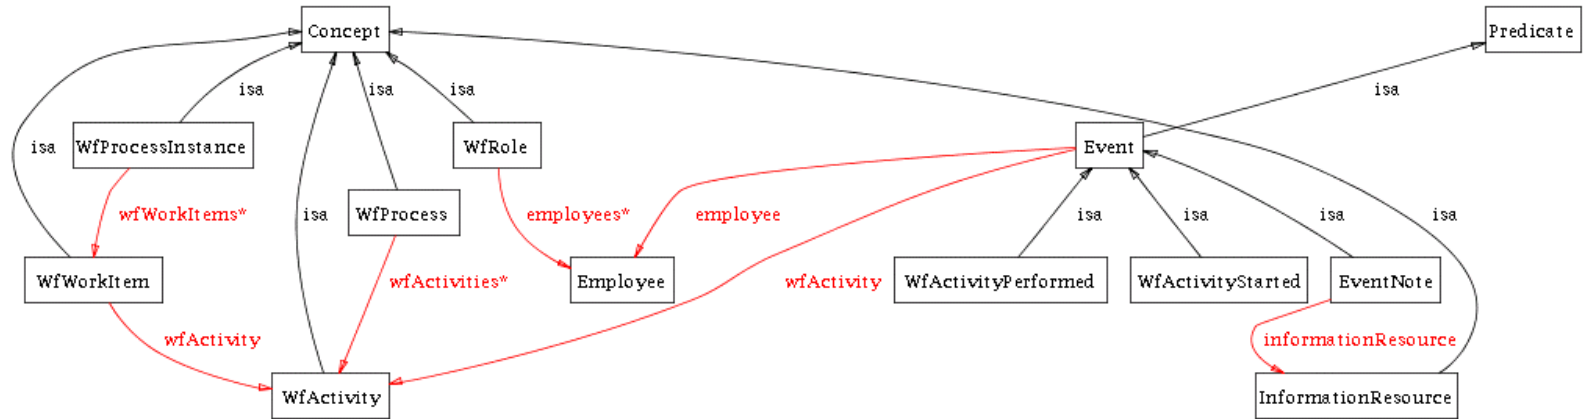 Concept
Predicate
isa
isa
isa
isa
isa
WfProcessInstance
WfRole
Event
wfWorkItems*
isa
WfProcess
employees*
employee
isa
isa
isa
isa
WfWorkItem
wfActivities*
Employee
wfActivity
WfActivityPerformed
WfActivityStarted
EventNote
wfActivity
informationResource
WfActivity
InformationResource